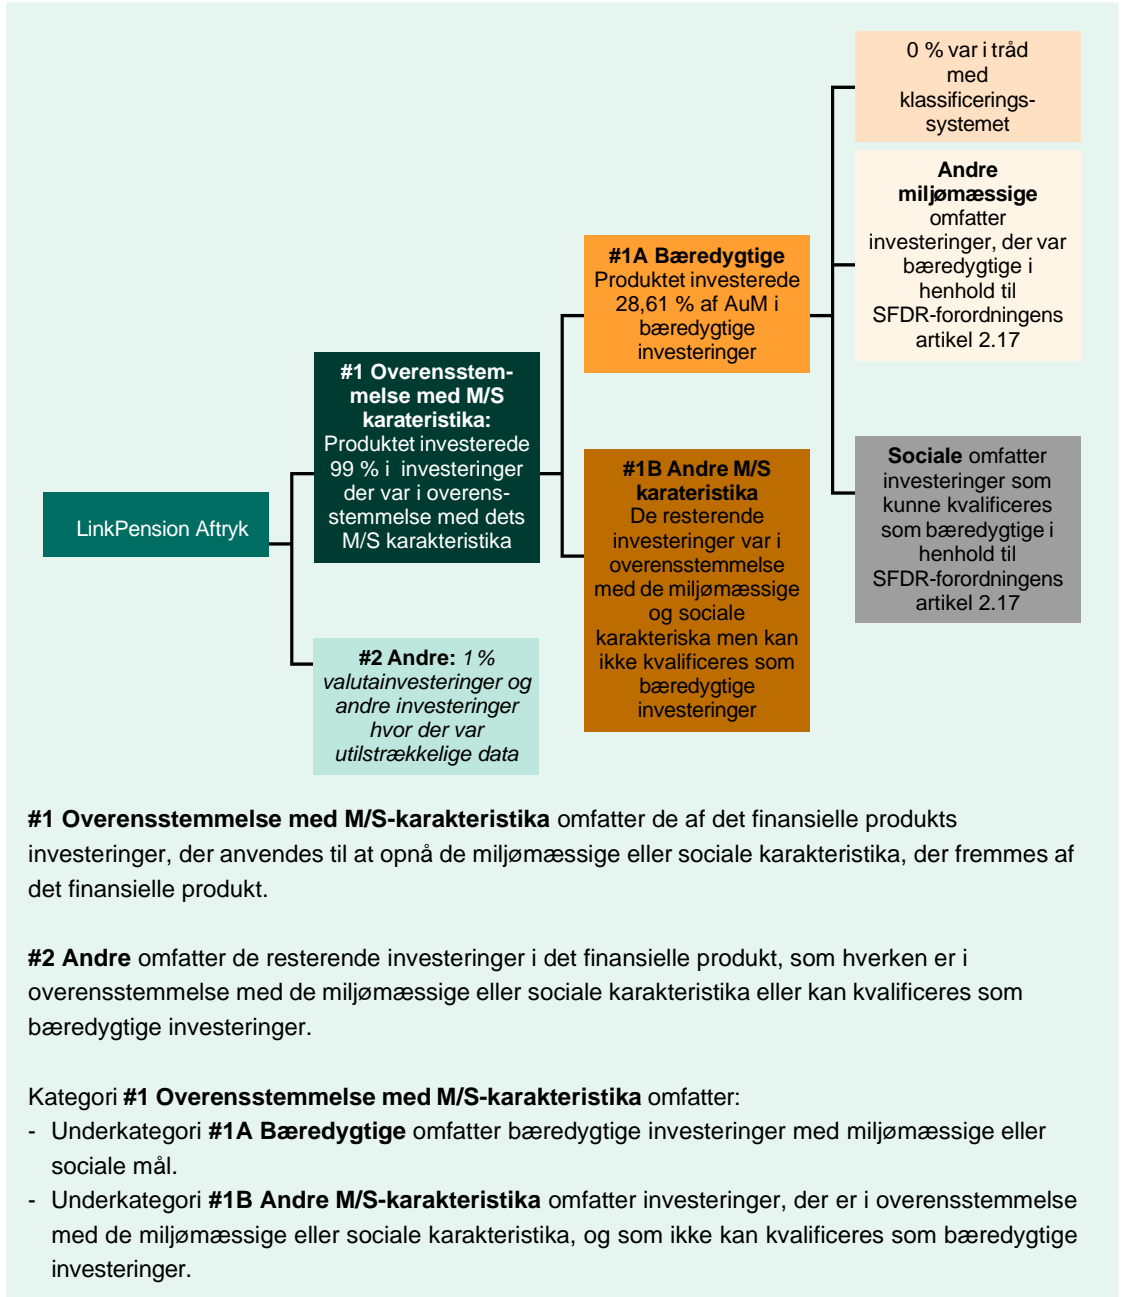 LinkPension Aftryk
#1 Overensstem-
melse med M/S
karateristika:
Produktet investerede
99 % i investeringer
der var i overens-
stemmelse med dets
M/S karakteristika
#2 Andre: 1 %
valutainvesteringer og
andre investeringer
hvor der var
utilstrækkelige data
#1A Bæredygtige
Produktet investerede
28,61 % af AuM i
bæredygtige
investeringer
#1B Andre M/S
karateristika
De resterende
investeringer var i
overensstemmelse
med de miljømæssige
og sociale
karakteriska men kan
ikke kvalificeres som
bæredygtige
investeringer
0 % var i tråd
med
klassificerings-
systemet
Andre
miljømæssige
omfatter
investeringer, der var
bæredygtige i
henhold til
SFDR-forordningens
artikel 2.17
Sociale omfatter
investeringer som
kunne kvalificeres
som bæredygtige i
henhold til
SFDR-forordningens
artikel 2.17
#1 Overensstemmelse med M/S-karakteristika omfatter de af det finansielle produkts
investeringer, der anvendes til at opnå de miljømæssige eller sociale karakteristika, der fremmes af
det finansielle produkt.
#2 Andre omfatter de resterende investeringer i det finansielle produkt, som hverken er i
overensstemmelse med de miljømæssige eller sociale karakteristika eller kan kvalificeres som
bæredygtige investeringer.
Kategori #1 Overensstemmelse med M/S-karakteristika omfatter:
- Underkategori #1A Bæredygtige omfatter bæredygtige investeringer med miljømæssige eller
sociale mål.
- Underkategori #1B Andre M/S-karakteristika omfatter investeringer, der er i overensstemmelse
med de miljømæssige eller sociale karakteristika, og som ikke kan kvalificeres som bæredygtige
investeringer.